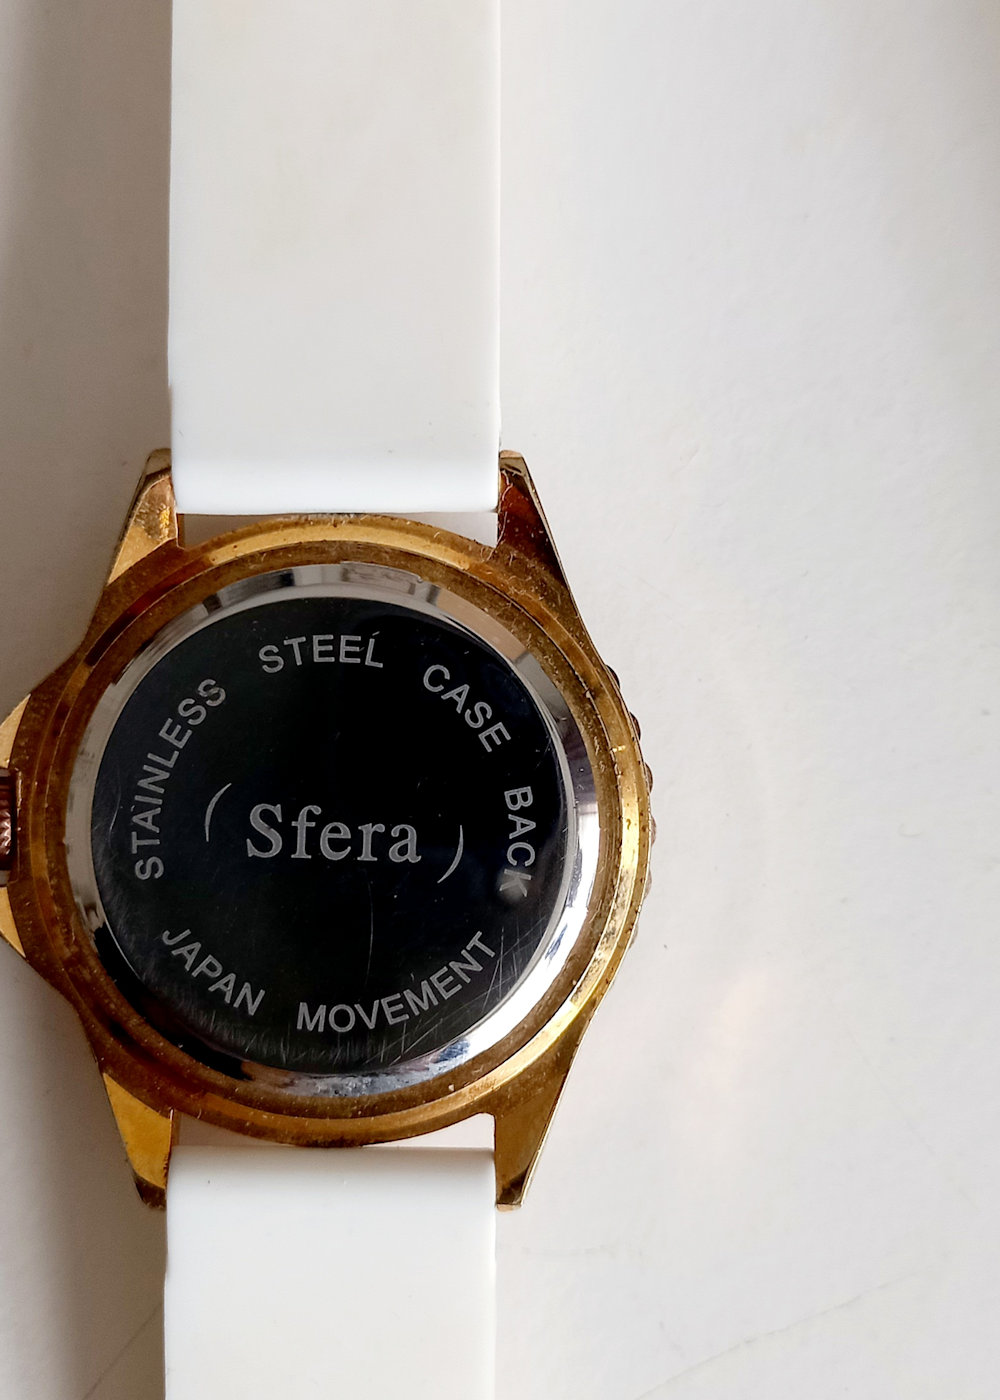 STAINLESS STEEL CASE BACK
(Sfera)
JAPAN MOVEMENT